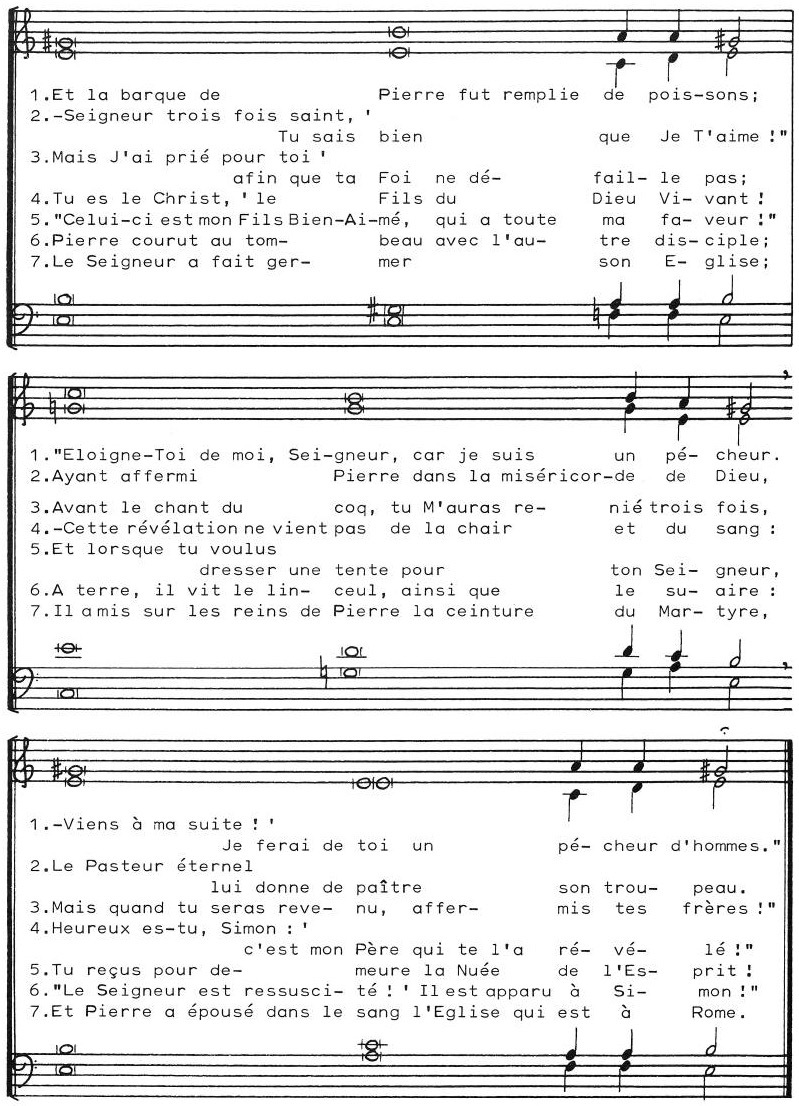 1.Et la barque de Pierre fut remplie de pois-sons;
2.-Seigneur trois fois saint, '
Tu sais bien que Je T'aime !"
3.Mais J'ai prié pour toi '
afin que ta Foi ne dé- fail- le pas;
4.Tu es le Christ, ' le Fils du Dieu Vi- vant !
5."Celui-ci est mon Fils Bien-Ai-mé, qui a toute ma fa- veur !"
6.Pierre courut au tom- beau avec l'au- tre dis- ciple;
7.Le Seigneur a fait ger- mer son E- glise;
1."Eloigne-Toi de moi, Sei-gneur, car je suis un pé- cheur.
2.Ayant affermi Pierre dans la miséricor-de de Dieu,
3.Avant le chant du coq, tu M'auras re- nié trois fois,
4.-Cette révélation ne vient pas de la chair et du sang :
5.Et lorsque tu voulus
dresser une tente pour ton Sei- gneur,
6.A terre, il vit le lin- ceul, ainsi que le su- aire :
7.Il a mis sur les reins de Pierre la ceinture du Mar- tyre,
1.-Viens à ma suite ! '
Je ferai de toi un pé- cheur d'hommes."
2.Le Pasteur éternel
lui donne de paître son trou- peau.
3.Mais quand tu seras reve- nu, affer- mis tes frères !"
4.Heureux es-tu, Simon : '
c'est mon Père qui te l'a ré- vé- lé !"
5.Tu reçus pour de- meure la Nuée de l'Es- prit !
6."Le Seigneur est ressusci- té ! ' Il est apparu à Si- mon !"
7.Et Pierre a épousé dans le sang l'Eglise qui est à Rome.